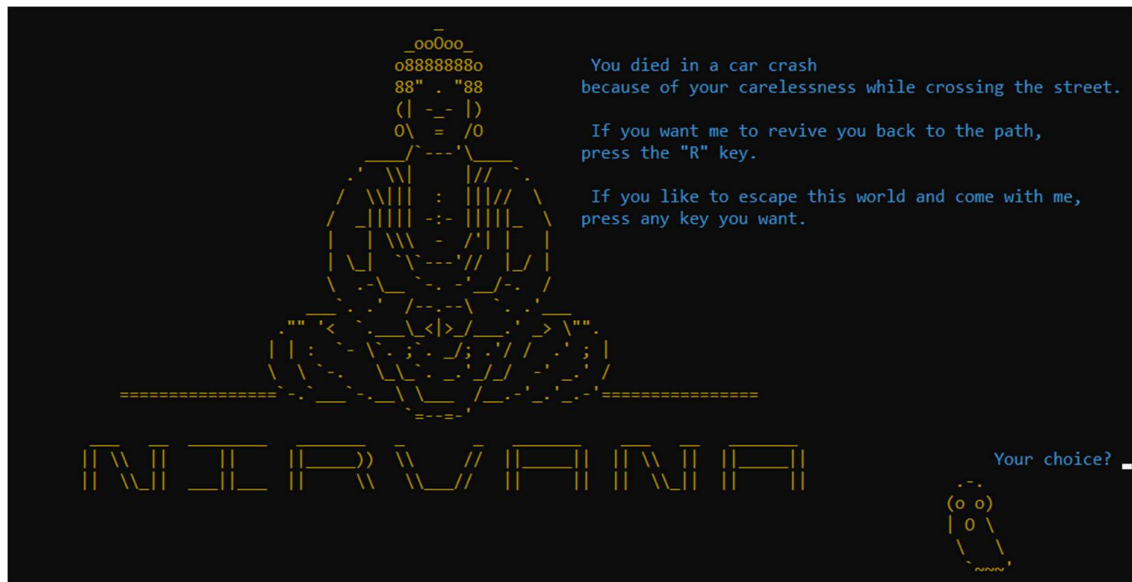 You died in a car crash
because of your carelessness while crossing the street.
If you want me to revive you back to the path,
press the "R" key.
If you like to escape this world and come with me,
press any key you want.
NIRVANA
Your choice?